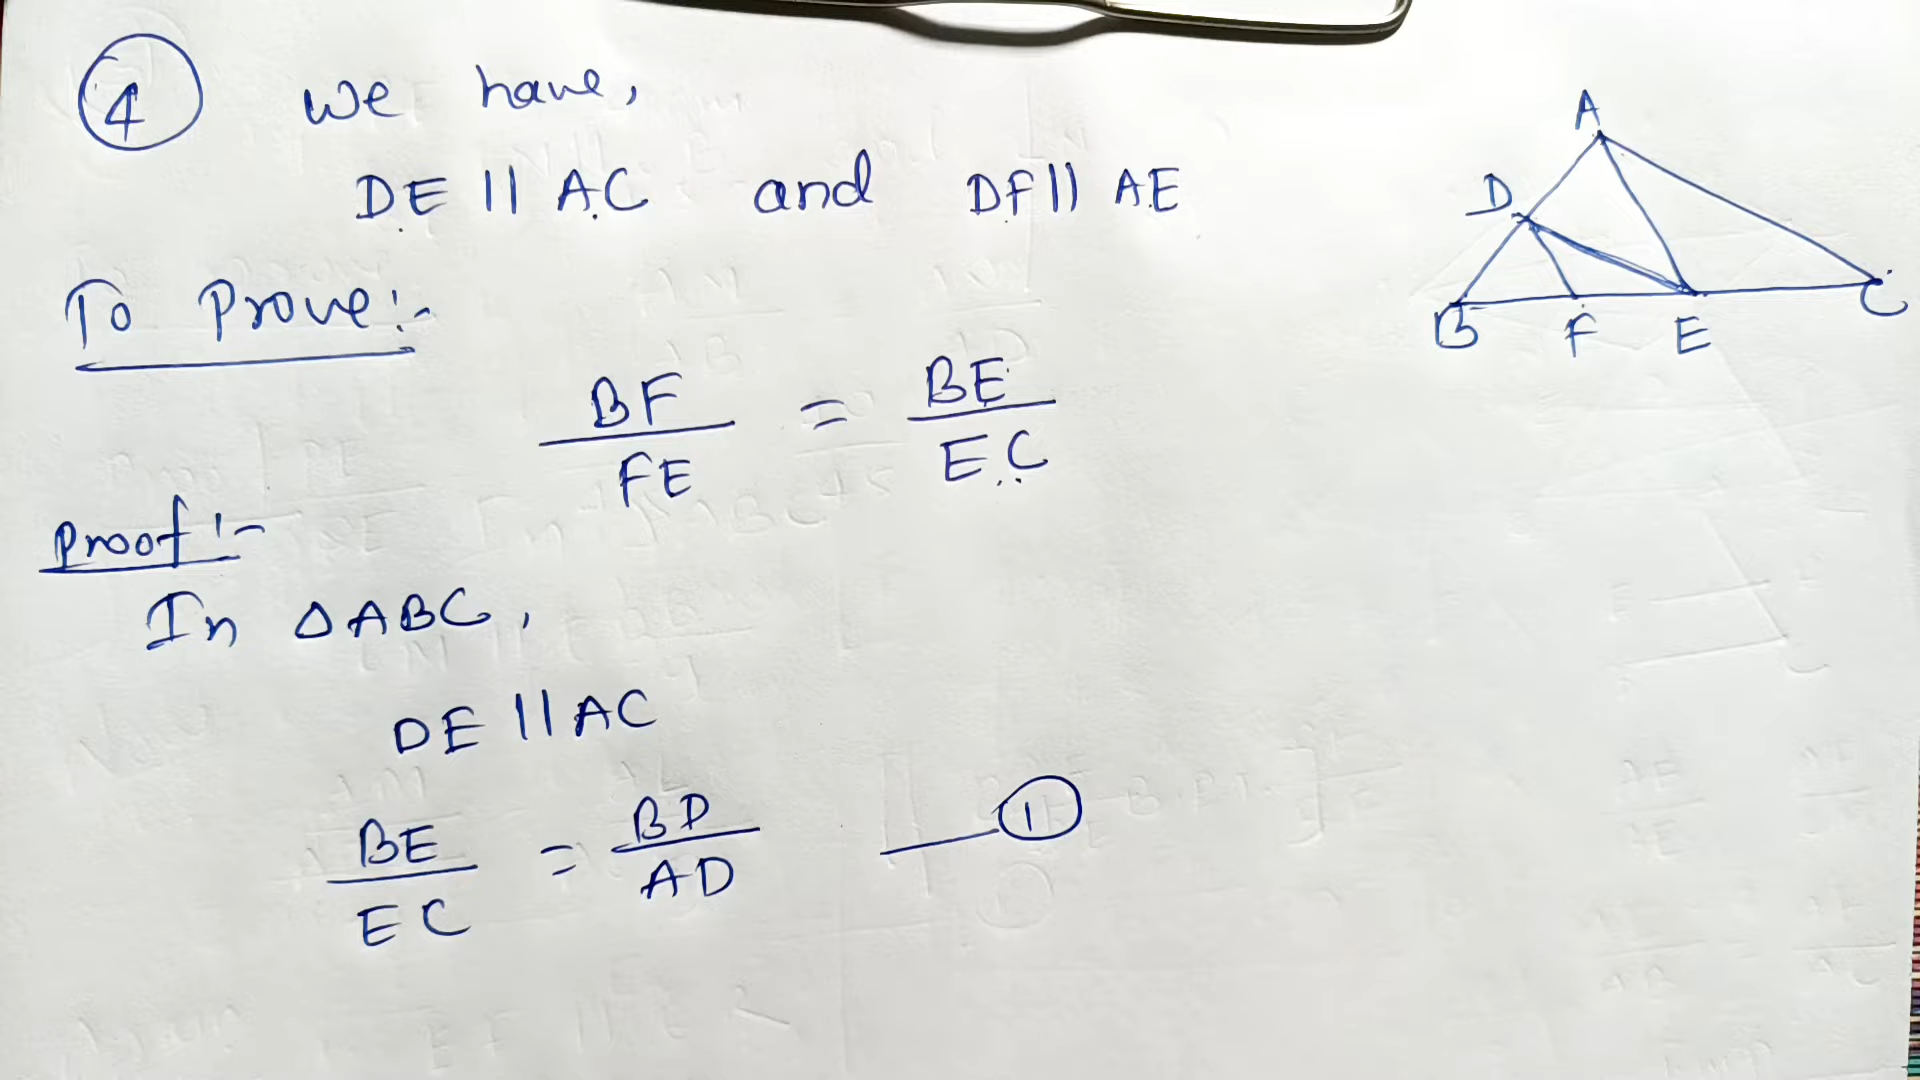 4 We have,
DE || AC and DF || AE
To Prove:-
BF/FE = BE/EC
Proof:-
In △ABC,
DE || AC
BE/EC = BD/AD —①
A
D
B F E C